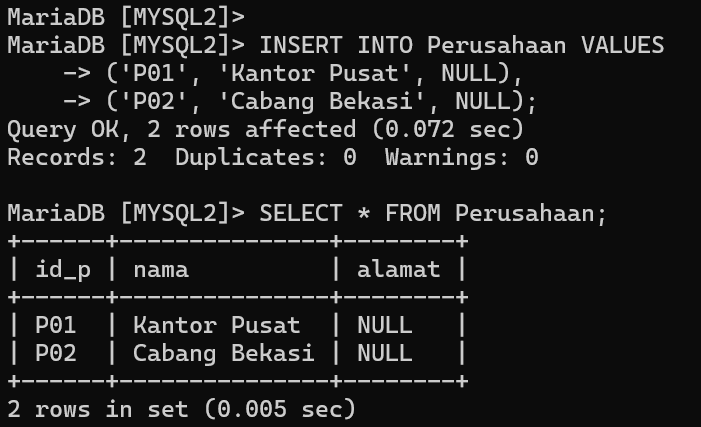 MariaDB [MYSQL2]>
MariaDB [MYSQL2]> INSERT INTO Perusahaan VALUES
    -> ('P01', 'Kantor Pusat', NULL),
    -> ('P02', 'Cabang Bekasi', NULL);
Query OK, 2 rows affected (0.072 sec)
Records: 2  Duplicates: 0  Warnings: 0

MariaDB [MYSQL2]> SELECT * FROM Perusahaan;
+------+---------------+--------+
| id_p | nama          | alamat |
+------+---------------+--------+
| P01  | Kantor Pusat  | NULL   |
| P02  | Cabang Bekasi | NULL   |
+------+---------------+--------+
2 rows in set (0.005 sec)